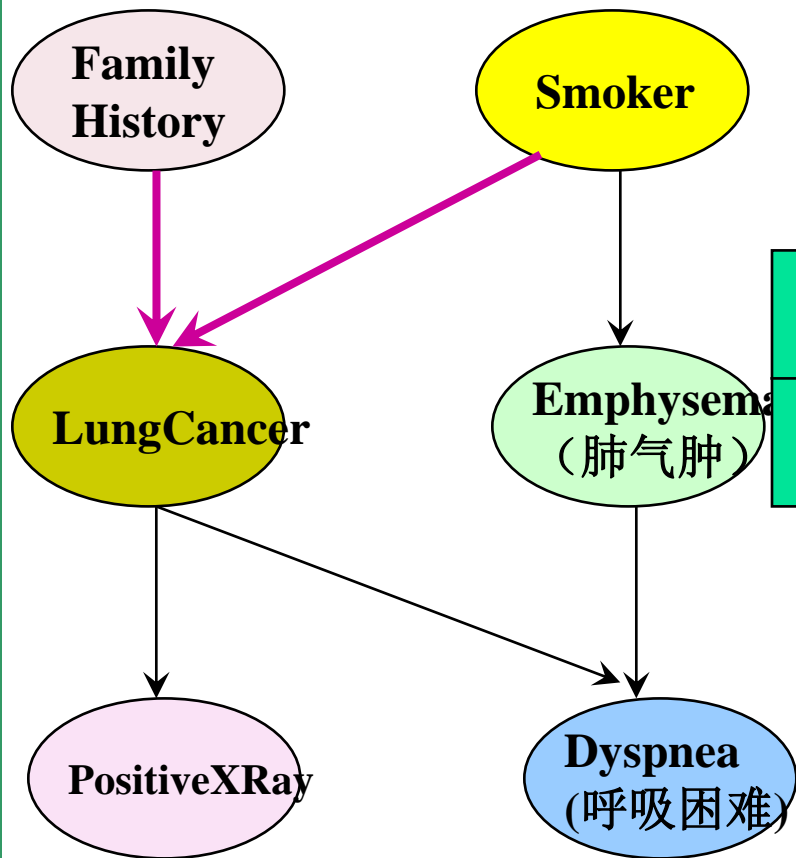 Family
History
Smoker
LungCancer
Emphysema
（肺气肿）
PositiveXRay
Dyspnea
(呼吸困难)